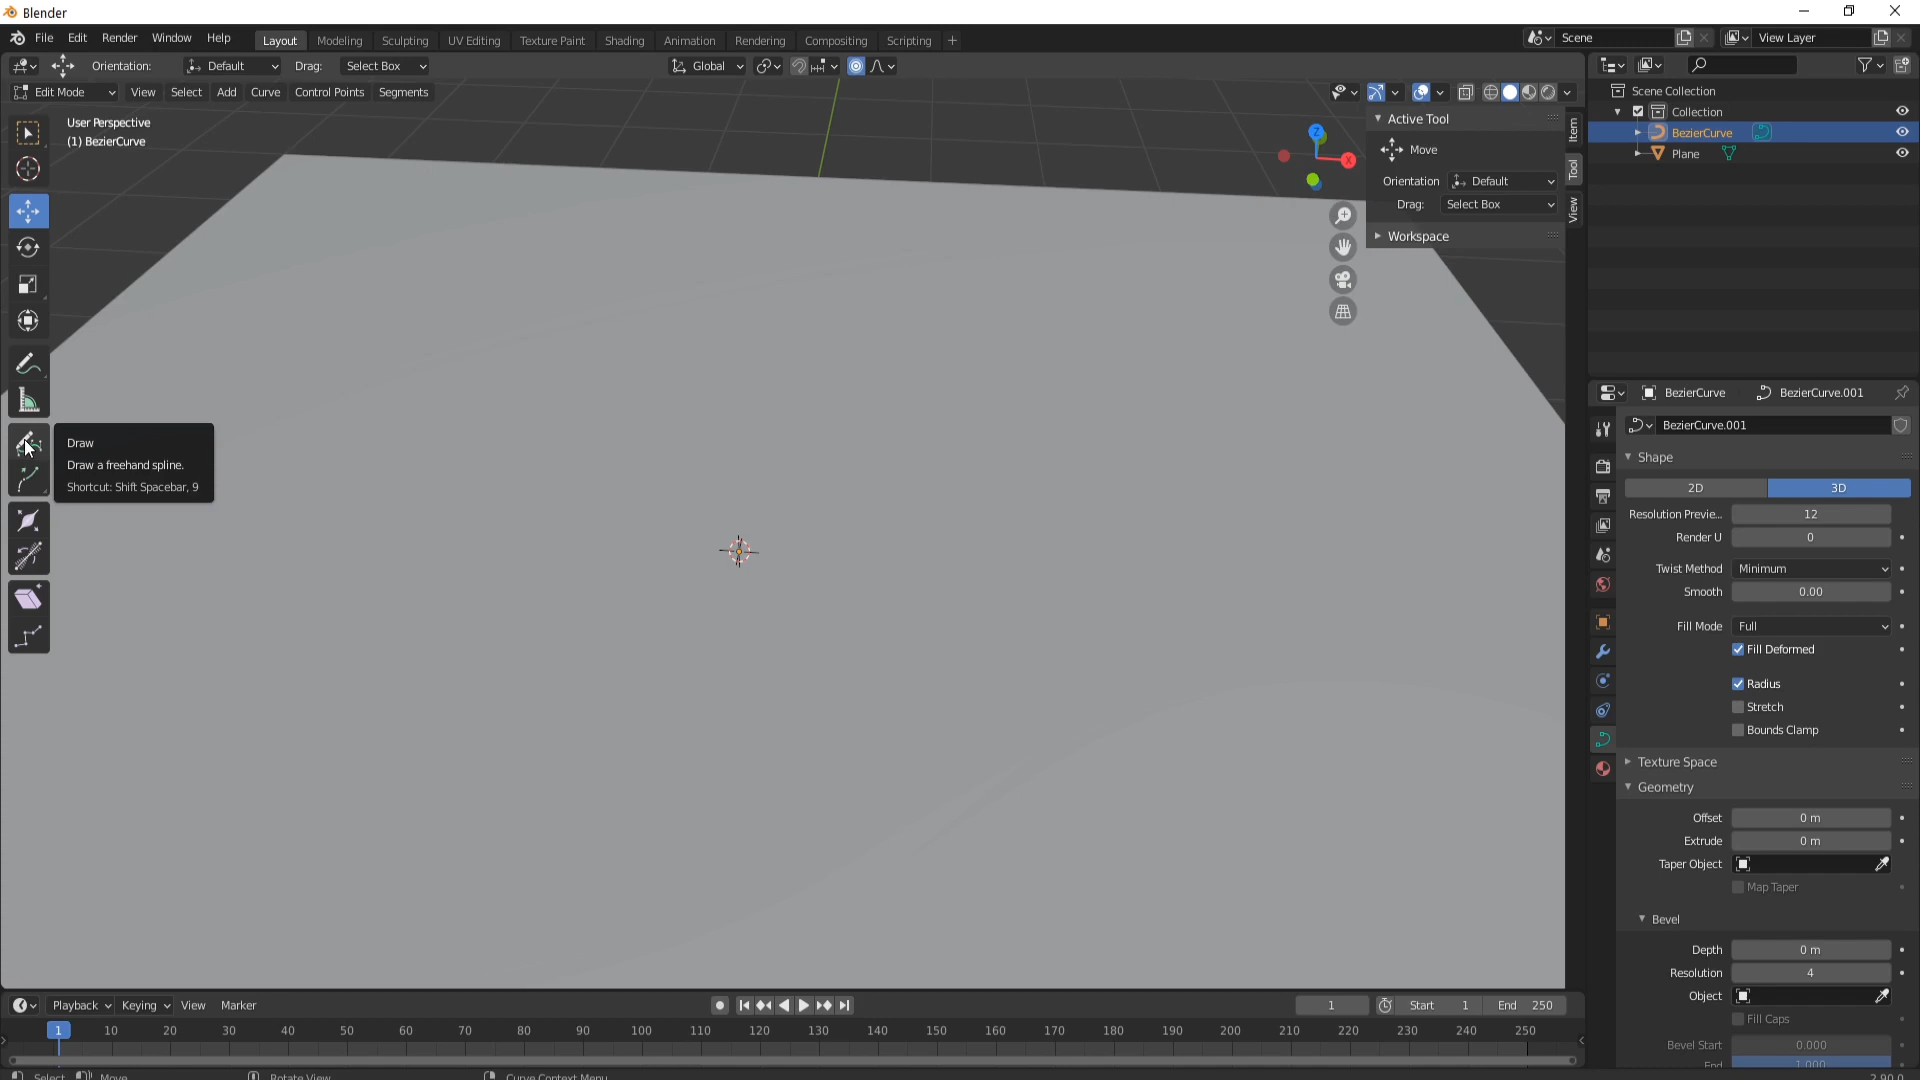 Blender
File Edit Render Window Help Layout Modeling Sculpting UV Editing Texture Paint Shading Animation Rendering Compositing Scripting + Scene View Layer
Orientation: Default Drag: Select Box Global
Edit Mode View Select Add Curve Control Points Segments
User Perspective
(1) BezierCurve
Z
X
Active Tool
Move
Orientation Default
Drag: Select Box
Workspace
Item
Tool
View
Scene Collection
Collection
BezierCurve
Plane
Draw
Draw a freehand spline.
Shortcut: Shift Spacebar, 9
BezierCurve BezierCurve.001
BezierCurve.001
Shape
2D 3D
Resolution Previe... 12
Render U 0
Twist Method Minimum
Smooth 0.00
Fill Mode Full
Fill Deformed
Radius
Stretch
Bounds Clamp
Texture Space
Geometry
Offset 0 m
Extrude 0 m
Taper Object
Map Taper
Bevel
Depth 0 m
Resolution 4
Object
Fill Caps
Bevel Start 0.000
End 1.000
Playback Keying View Marker 1 Start 1 End 250
1 10 20 30 40 50 60 70 80 90 100 110 120 130 140 150 160 170 180 190 200 210 220 230 240 250
Select Move Rotate View Curve Context Menu 2.90.0